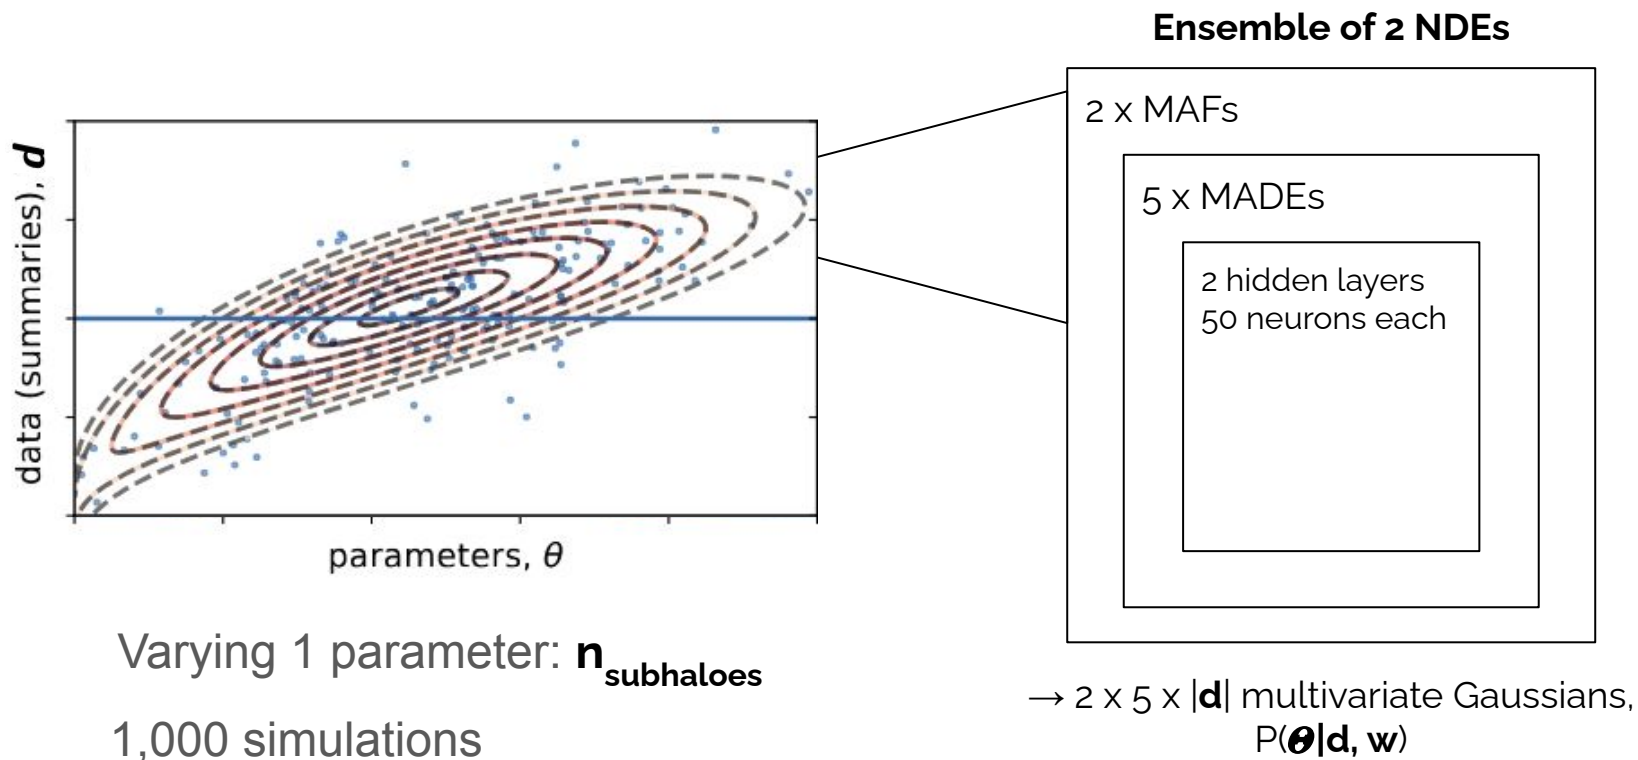 Ensemble of 2 NDEs
data (summaries), d
parameters, θ
2 x MAFs
5 x MADEs
2 hidden layers
50 neurons each
Varying 1 parameter: n_subhaloes
1,000 simulations
→ 2 x 5 x |d| multivariate Gaussians,
P(Θ|d, w)